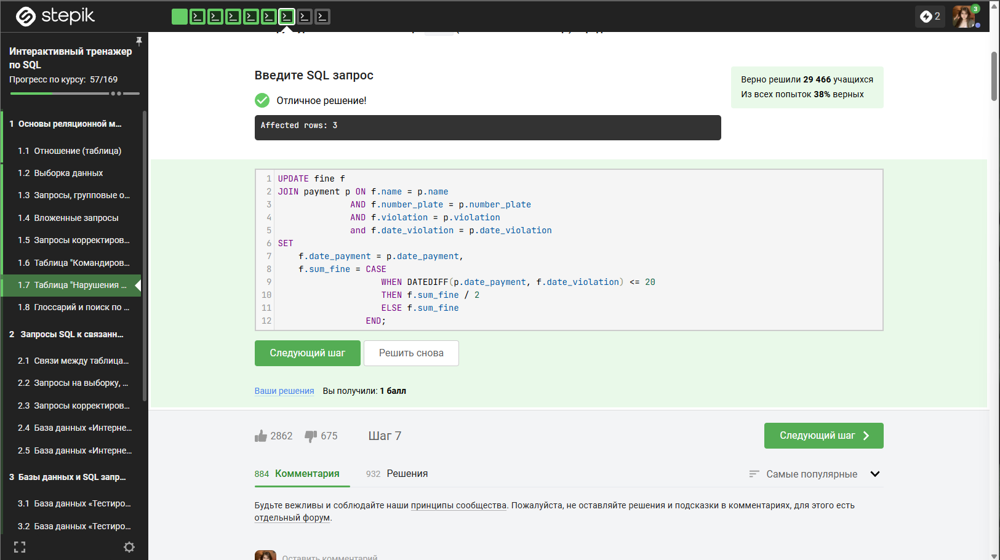 stepik
2
3
Интерактивный тренажер
по SQL
Прогресс по курсу: 57/169
1 Основы реляционной м...
1.1 Отношение (таблица)
1.2 Выборка данных
1.3 Запросы, групповые о...
1.4 Вложенные запросы
1.5 Запросы корректиров...
1.6 Таблица "Командиров...
1.7 Таблица "Нарушения ...
1.8 Глоссарий и поиск по ...
2 Запросы SQL к связанн...
2.1 Связи между таблица...
2.2 Запросы на выборку, ...
2.3 Запросы корректиров...
2.4 База данных «Интерне...
2.5 База данных «Интерне...
3 Базы данных и SQL запр...
3.1 База данных «Тестиро...
3.2 База данных «Тестиро...
Введите SQL запрос
Отличное решение!
Affected rows: 3
Верно решили 29 466 учащихся
Из всех попыток 38% верных
1 UPDATE fine f
2 JOIN payment p ON f.name = p.name
3 AND f.number_plate = p.number_plate
4 AND f.violation = p.violation
5 and f.date_violation = p.date_violation
6 SET
7 f.date_payment = p.date_payment,
8 f.sum_fine = CASE
9 WHEN DATEDIFF(p.date_payment, f.date_violation) <= 20
10 THEN f.sum_fine / 2
11 ELSE f.sum_fine
12 END;
Следующий шаг
Решить снова
Ваши решения Вы получили: 1 балл
2862 675 Шаг 7
Следующий шаг
884 Комментария
932 Решения
Самые популярные
Будьте вежливы и соблюдайте наши принципы сообщества. Пожалуйста, не оставляйте решения и подсказки в комментариях, для этого есть
отдельный форум.
Оставить комментарий